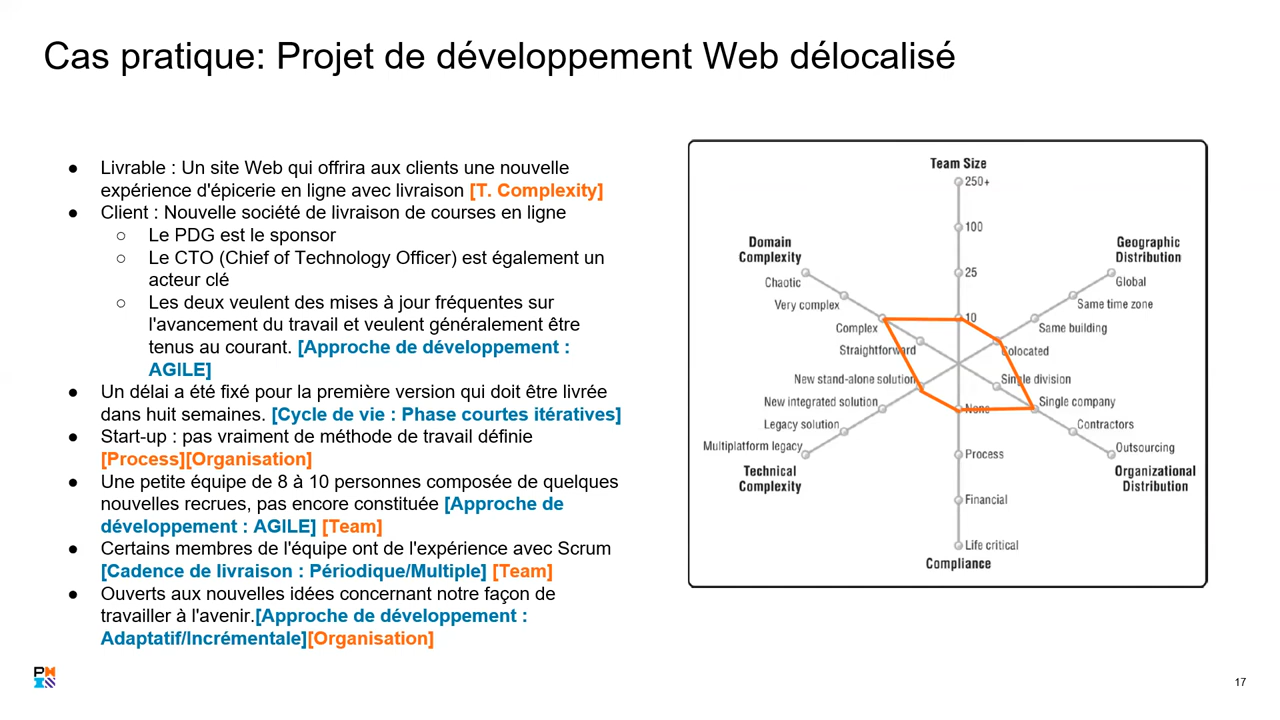 Cas pratique: Projet de développement Web délocalisé
● Livrable : Un site Web qui offrira aux clients une nouvelle
expérience d'épicerie en ligne avec livraison [T. Complexity]
● Client : Nouvelle société de livraison de courses en ligne
○ Le PDG est le sponsor
○ Le CTO (Chief of Technology Officer) est également un
acteur clé
○ Les deux veulent des mises à jour fréquentes sur
l'avancement du travail et veulent généralement être
tenus au courant. [Approche de développement :
AGILE]
● Un délai a été fixé pour la première version qui doit être livrée
dans huit semaines. [Cycle de vie : Phase courtes itératives]
● Start-up : pas vraiment de méthode de travail définie
[Process][Organisation]
● Une petite équipe de 8 à 10 personnes composée de quelques
nouvelles recrues, pas encore constituée [Approche de
développement : AGILE] [Team]
● Certains membres de l'équipe ont de l'expérience avec Scrum
[Cadence de livraison : Périodique/Multiple] [Team]
● Ouverts aux nouvelles idées concernant notre façon de
travailler à l'avenir.[Approche de développement :
Adaptatif/Incrémentale][Organisation]
Team Size
250+
100
25
10
Domain
Complexity
Chaotic
Very complex
Complex
Straightforward
Geographic
Distribution
Global
Same time zone
Same building
Colocated
New stand-alone solution
New integrated solution
Legacy solution
Multiplatform legacy
Technical
Complexity
Single division
Single company
Contractors
Outsourcing
Organizational
Distribution
None
Process
Financial
Life critical
Compliance
PMI
17